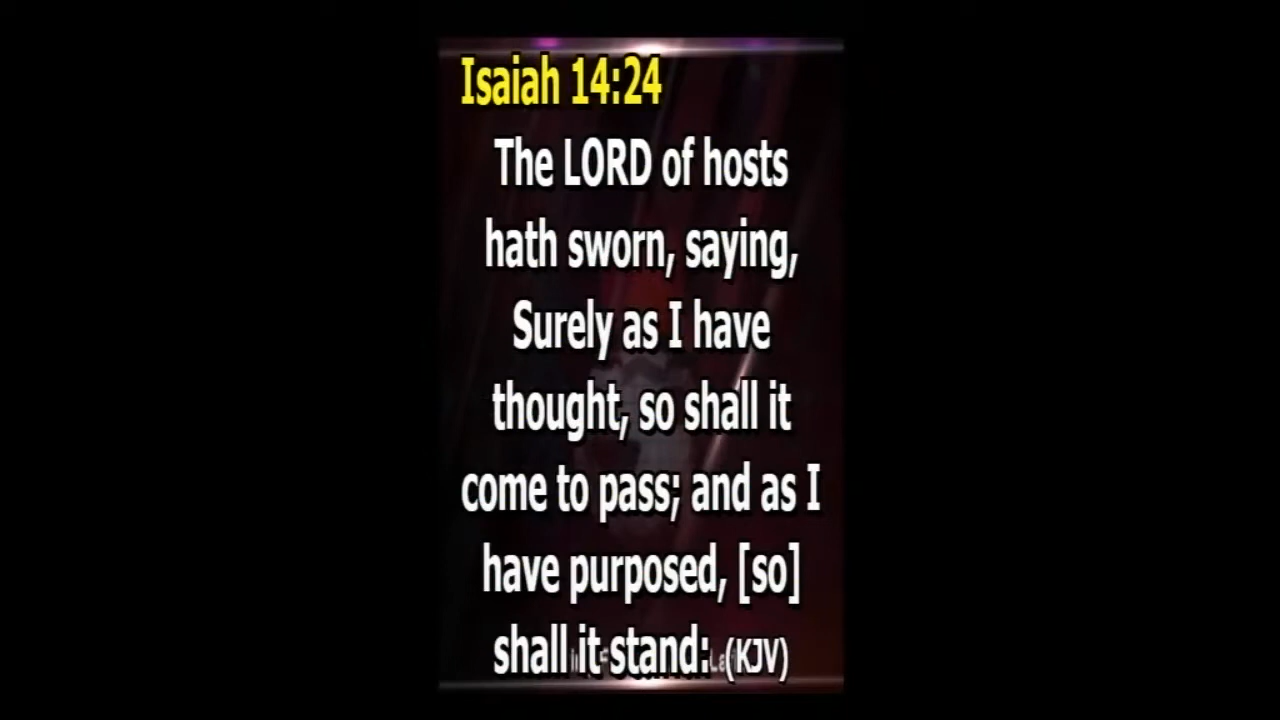 Isaiah 14:24
The LORD of hosts
hath sworn, saying,
Surely as I have
thought, so shall it
come to pass; and as I
have purposed, [so]
shall it stand: (KJV)